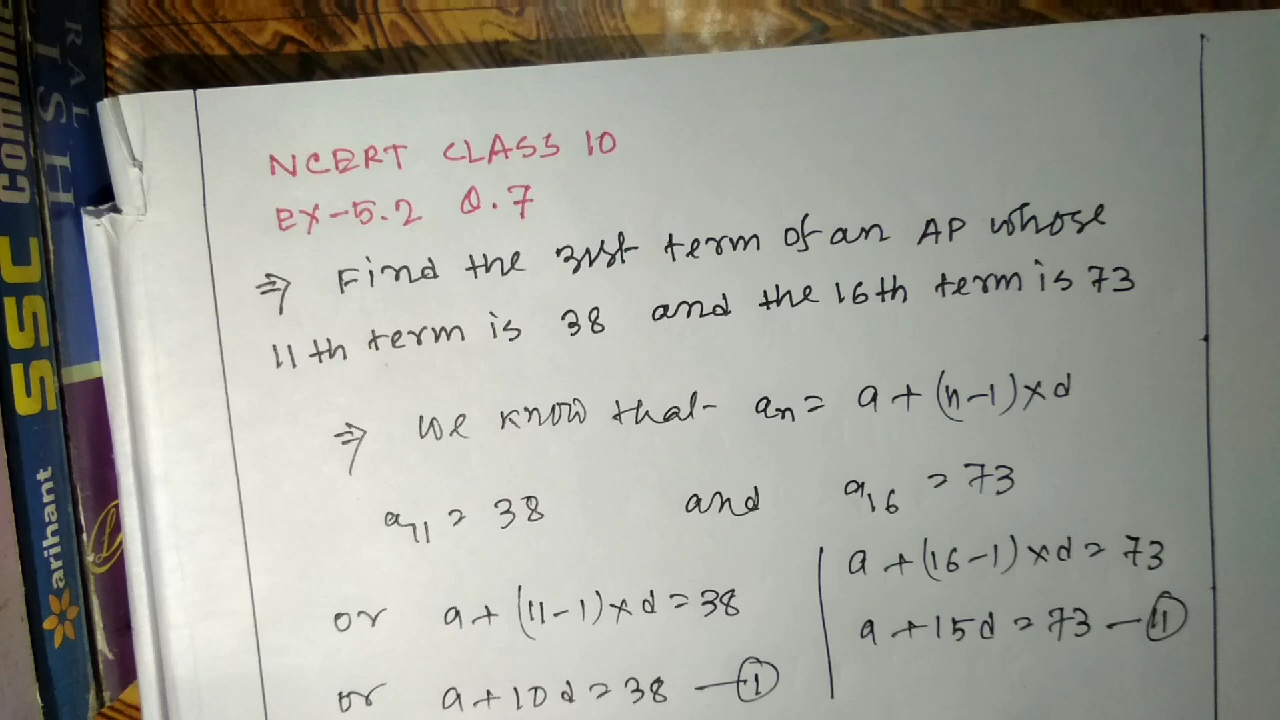 NCERT CLASS 10
EX-5.2 Q.7
⇒ Find the 31st term of an AP whose
11th term is 38 and the 16th term is 73
⇒ we know that- an = a + (n-1)×d
a11 = 38 and a16 = 73
or a + (11-1)×d = 38
a + (16-1)×d = 73
or a + 10d = 38 —①
a + 15d = 73 —⑪
SSC
arihant